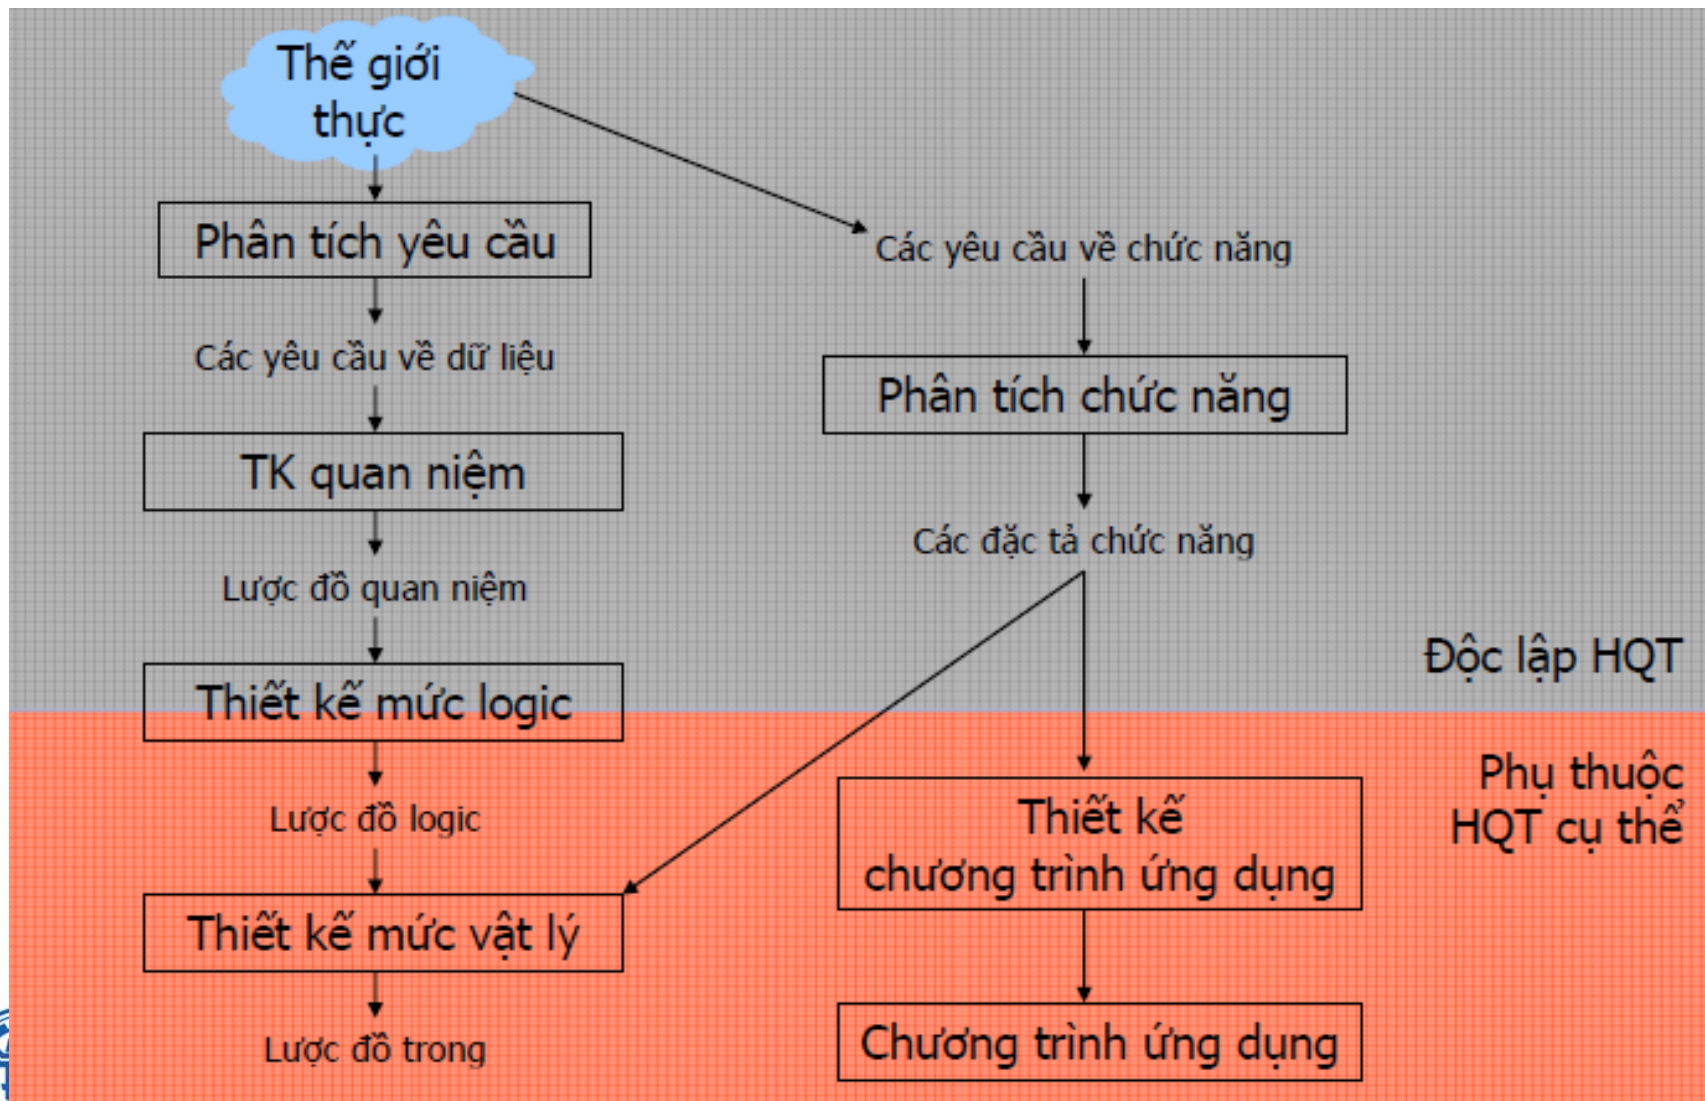 Thế giới
thực
Phân tích yêu cầu
Các yêu cầu về dữ liệu
TK quan niệm
Lược đồ quan niệm
Thiết kế mức logic
Lược đồ logic
Thiết kế mức vật lý
Lược đồ trong
Các yêu cầu về chức năng
Phân tích chức năng
Các đặc tả chức năng
Thiết kế
chương trình ứng dụng
Chương trình ứng dụng
Độc lập HQT
Phụ thuộc
HQT cụ thể